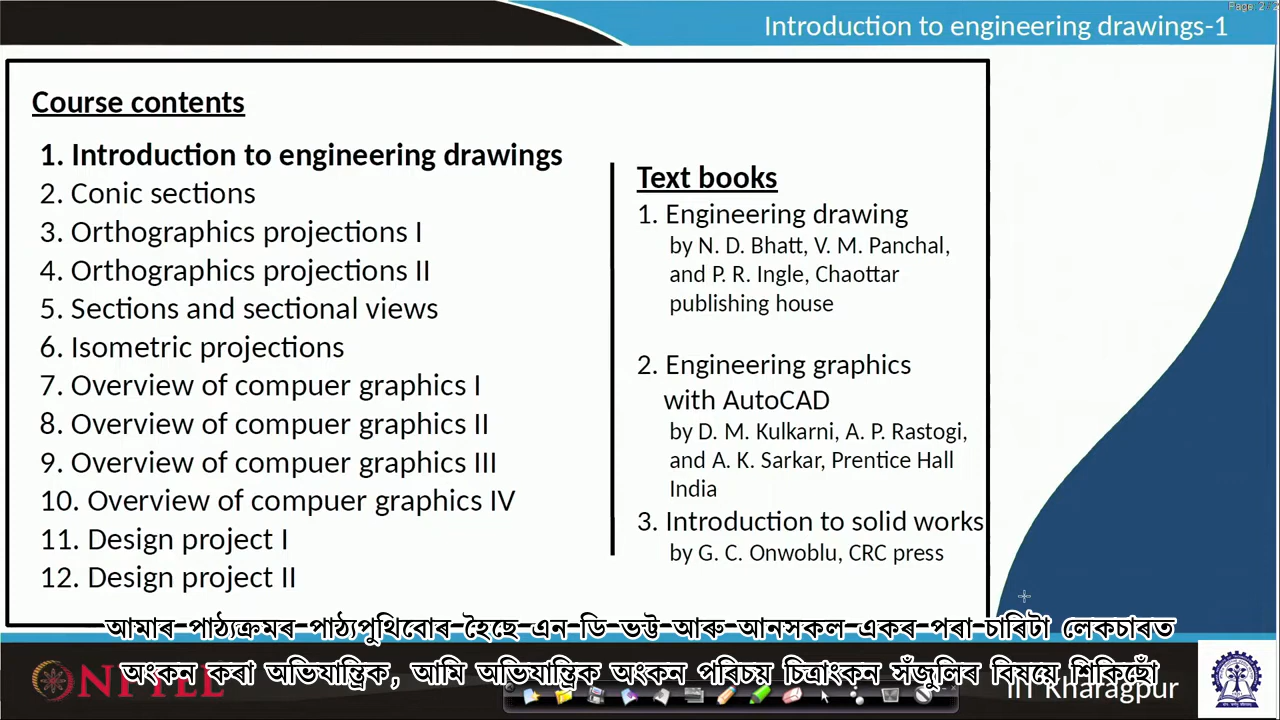 Page 2/2
Introduction to engineering drawings-1
Course contents
1. Introduction to engineering drawings
2. Conic sections
3. Orthographics projections I
4. Orthographics projections II
5. Sections and sectional views
6. Isometric projections
7. Overview of compuer graphics I
8. Overview of compuer graphics II
9. Overview of compuer graphics III
10. Overview of compuer graphics IV
11. Design project I
12. Design project II
Text books
1. Engineering drawing
by N. D. Bhatt, V. M. Panchal,
and P. R. Ingle, Chaottar
publishing house
2. Engineering graphics
with AutoCAD
by D. M. Kulkarni, A. P. Rastogi,
and A. K. Sarkar, Prentice Hall
India
3. Introduction to solid works
by G. C. Onwoblu, CRC press
আমাৰ পাঠ্যক্ৰমৰ পাঠ্যপুথিবোৰ হৈছে এন ডি ভট্ট আৰু আনসকল একৰ পৰা চাৰিটা লেকচাৰত
অংকন কৰা অভিযান্ত্ৰিক, আমি অভিযান্ত্ৰিক অংকন পৰিচয় চিত্ৰাংকন সঁজুলিৰ বিষয়ে শিকিছোঁ
NPTEL
IIT Kharagpur